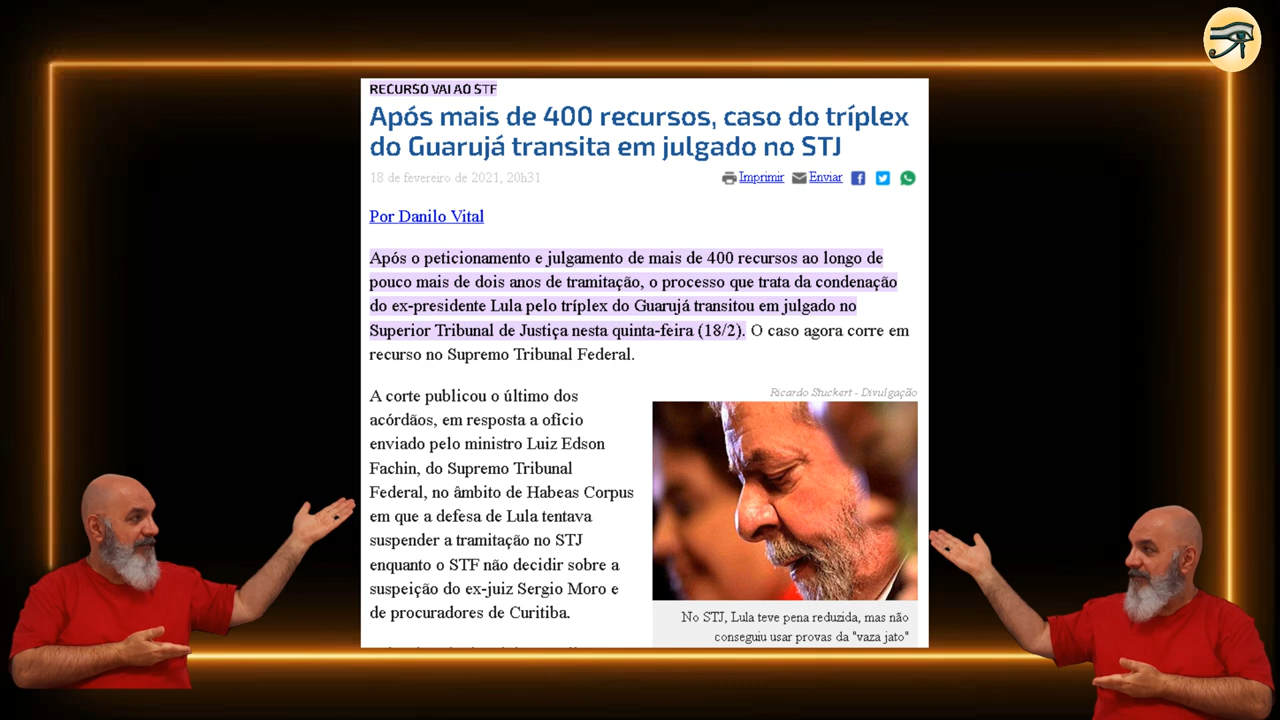 RECURSO VAI AO STF
Após mais de 400 recursos, caso do tríplex
do Guarujá transita em julgado no STJ
18 de fevereiro de 2021, 20h31
Imprimir Enviar
Por Danilo Vital
Após o peticionamento e julgamento de mais de 400 recursos ao longo de
pouco mais de dois anos de tramitação, o processo que trata da condenação
do ex-presidente Lula pelo tríplex do Guarujá transitou em julgado no
Superior Tribunal de Justiça nesta quinta-feira (18/2). O caso agora corre em
recurso no Supremo Tribunal Federal.
A corte publicou o último dos
acórdãos, em resposta a ofício
enviado pelo ministro Luiz Edson
Fachin, do Supremo Tribunal
Federal, no âmbito de Habeas Corpus
em que a defesa de Lula tentava
suspender a tramitação no STJ
enquanto o STF não decidir sobre a
suspeição do ex-juiz Sergio Moro e
de procuradores de Curitiba.
Ricardo Stuckert - Divulgação
No STJ, Lula teve pena reduzida, mas não
conseguiu usar provas da "vaza jato"